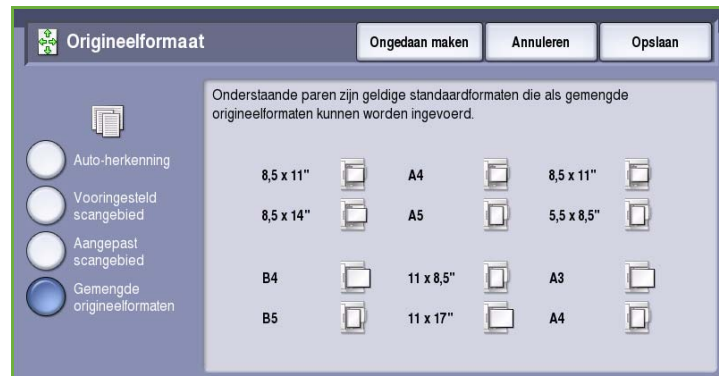 Origineelformaat
Ongedaan maken
Annuleren
Opslaan
Auto-herkenning
Vooringesteld
scangebied
Aangepast
scangebied
Gemengde
origineelformaten
Onderstaande paren zijn geldige standaardformaten die als gemengde
origineelformaten kunnen worden ingevoerd.
8,5 x 11" A4 8,5 x 11"
8,5 x 14" A5 5,5 x 8,5"
B4 11 x 8,5" A3
B5 11 x 17" A4